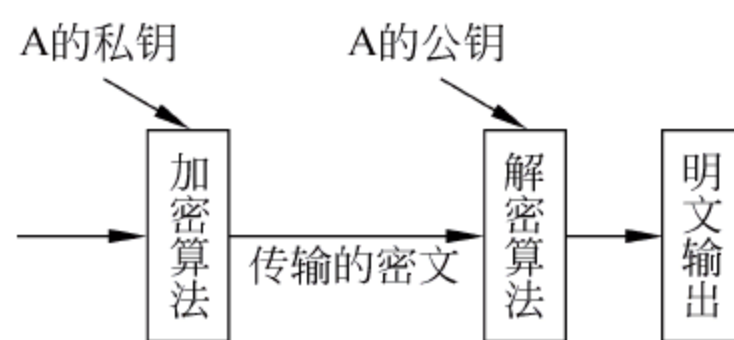 A的私钥
A的公钥
加密算法
传输的密文
解密算法
明文输出